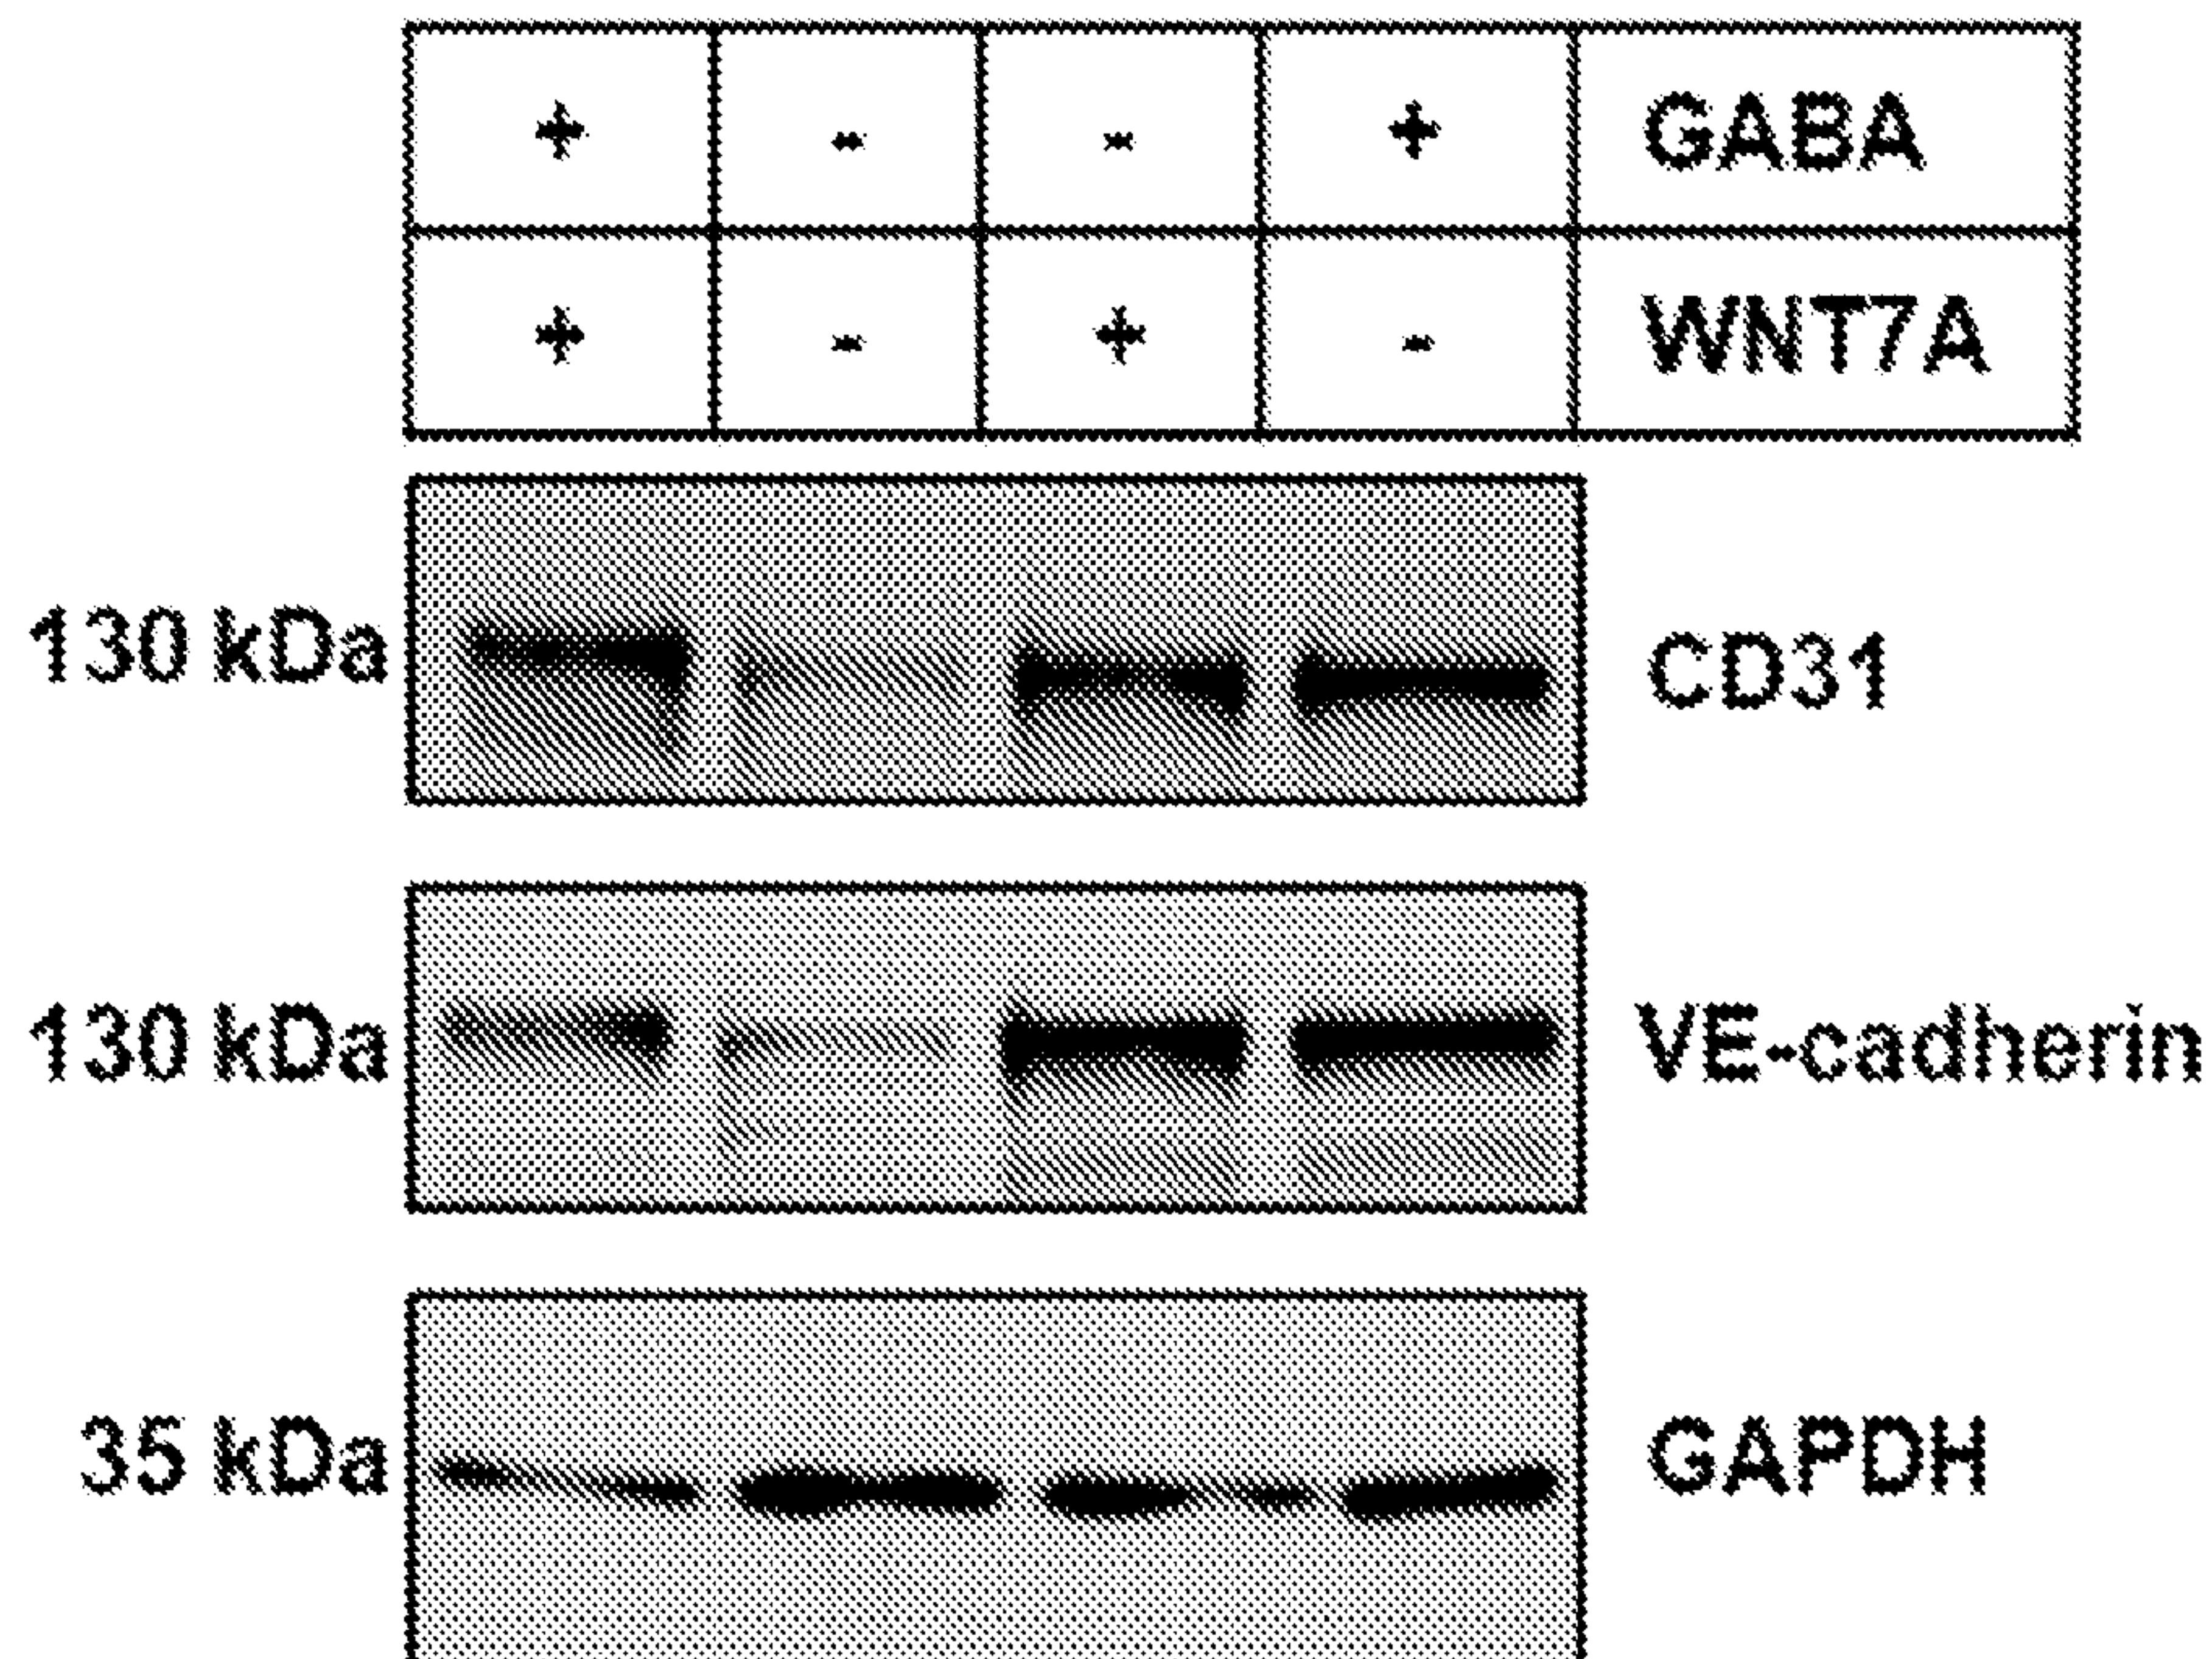 + - - + GABA
+ - + - WNT7A
130 kDa CD31
130 kDa VE-cadherin
35 kDa GAPDH